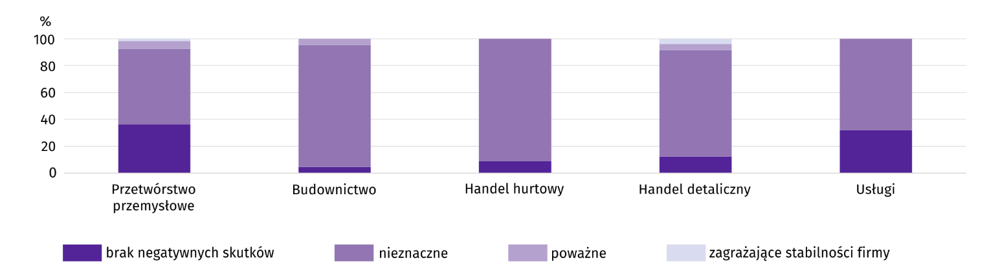 %
100
80
60
40
20
0
Przetwórstwo
przemysłowe
Budownictwo
Handel hurtowy
Handel detaliczny
Usługi
brak negatywnych skutków
nieznaczne
poważne
zagrażające stabilności firmy